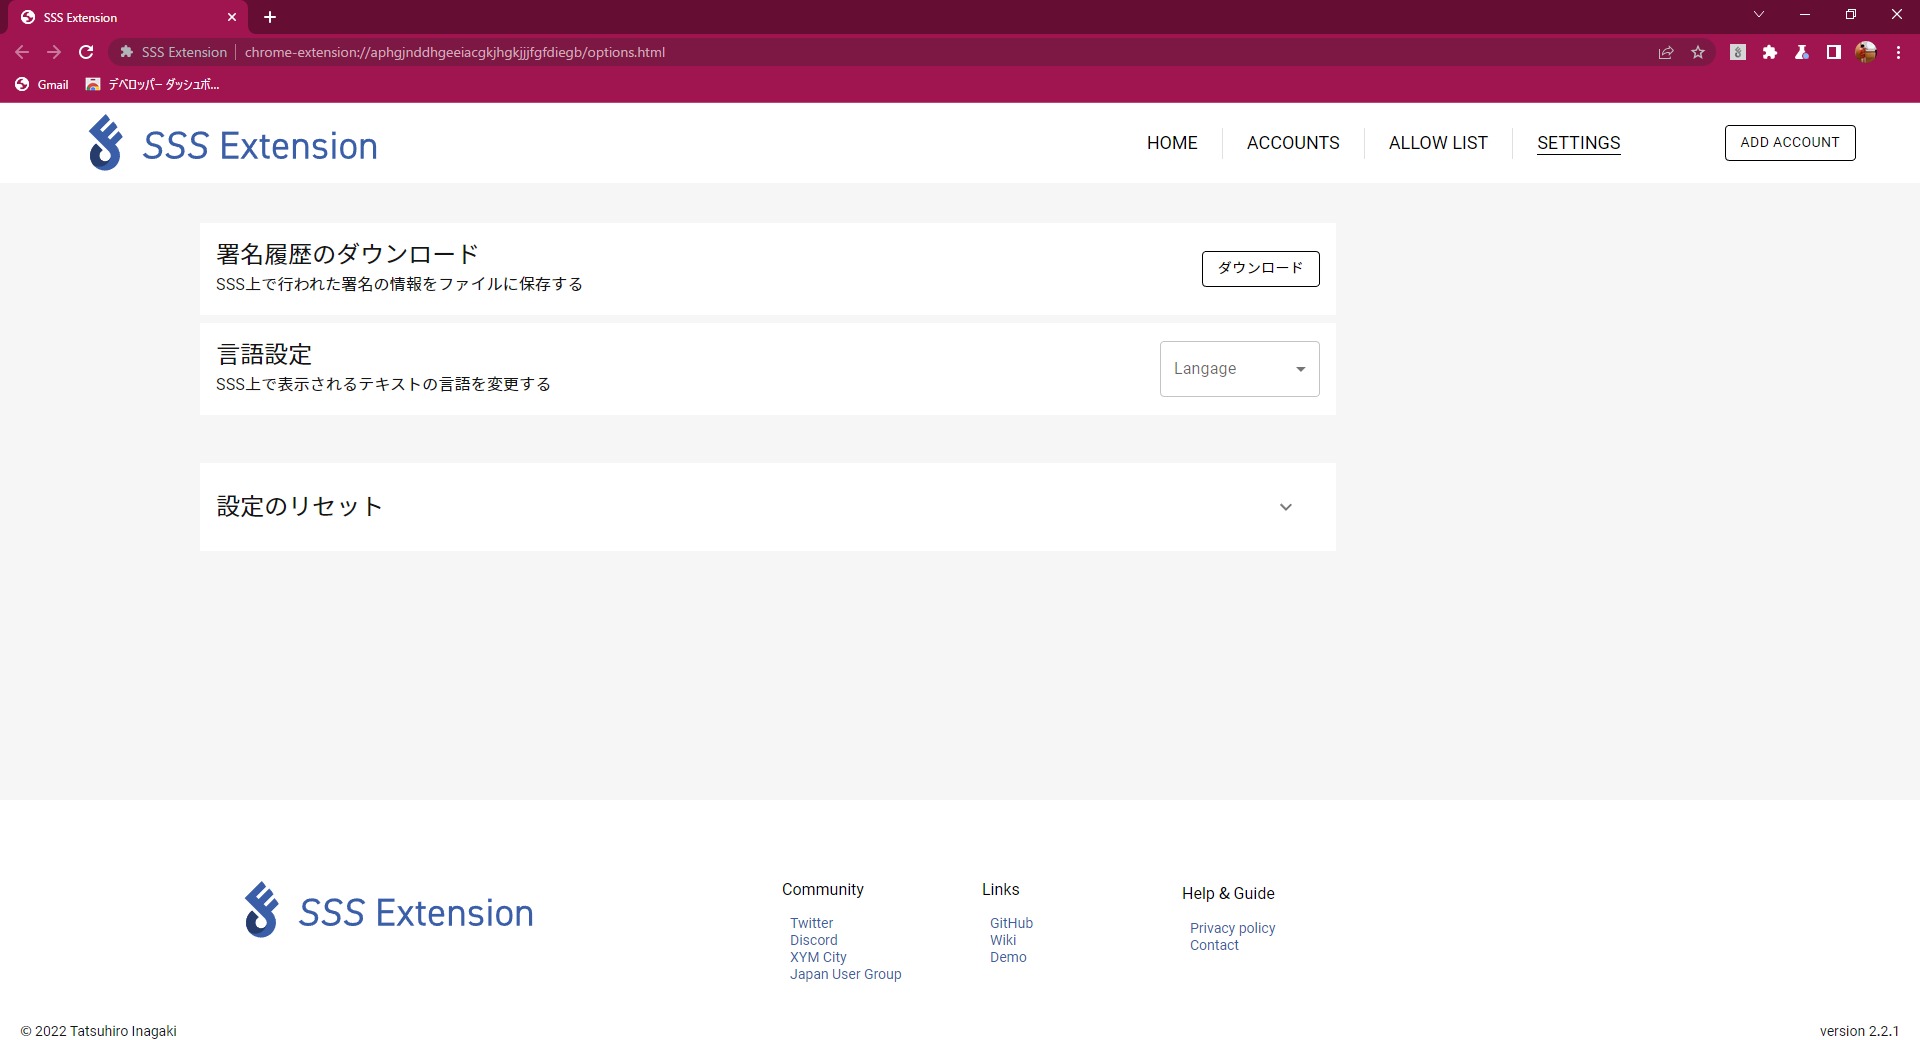 SSS Extension
SSS Extension | chrome-extension://aphgjnddhgeeiacgkjhgkjjjfgfdiegb/options.html
Gmail デベロッパー ダッシュボ...
SSS Extension HOME ACCOUNTS ALLOW LIST SETTINGS ADD ACCOUNT
署名履歴のダウンロード
SSS上で行われた署名の情報をファイルに保存する
ダウンロード
言語設定
SSS上で表示されるテキストの言語を変更する
Langage
設定のリセット
SSS Extension
Community
Twitter
Discord
XYM City
Japan User Group
Links
GitHub
Wiki
Demo
Help & Guide
Privacy policy
Contact
© 2022 Tatsuhiro Inagaki
version 2.2.1